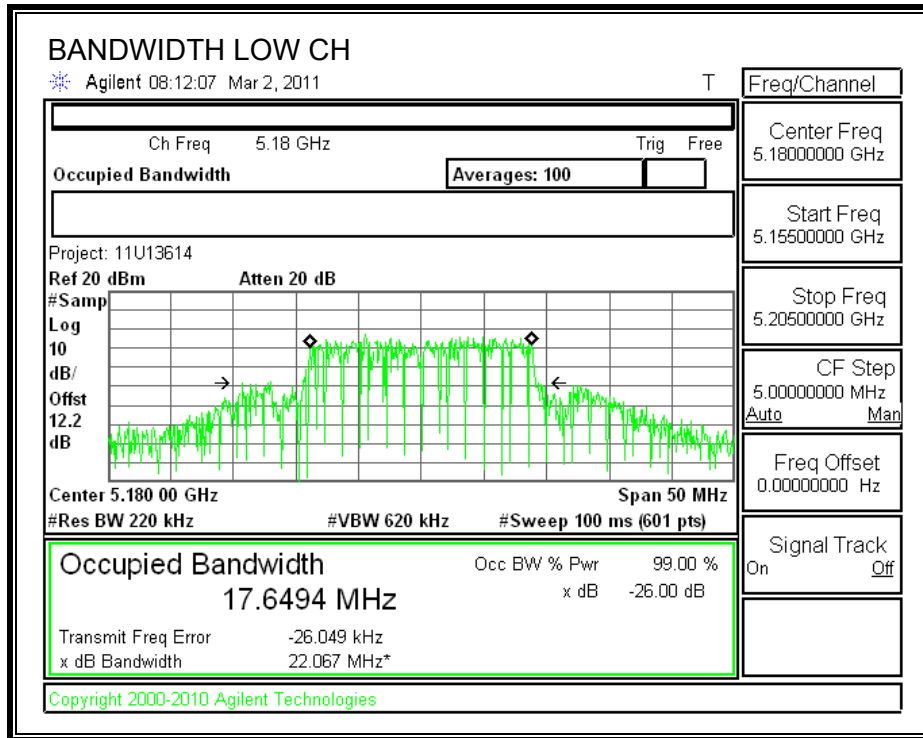 BANDWIDTH LOW CH
Agilent 08:12:07 Mar 2, 2011 T
Freq/Channel
Ch Freq 5.18 GHz Trig Free
Occupied Bandwidth Averages: 100
Center Freq
5.18000000 GHz
Start Freq
5.15500000 GHz
Stop Freq
5.20500000 GHz
CF Step
5.00000000 MHz
Auto Man
Freq Offset
0.00000000 Hz
Signal Track
On Off
Project: 11U13614
Ref 20 dBm Atten 20 dB
#Samp
Log
10
dB/
Offst
12.2
dB
Center 5.180 00 GHz Span 50 MHz
#Res BW 220 kHz #VBW 620 kHz #Sweep 100 ms (601 pts)
Occupied Bandwidth Occ BW % Pwr 99.00 %
17.6494 MHz x dB -26.00 dB
Transmit Freq Error -26.049 kHz
x dB Bandwidth 22.067 MHz*
Copyright 2000-2010 Agilent Technologies